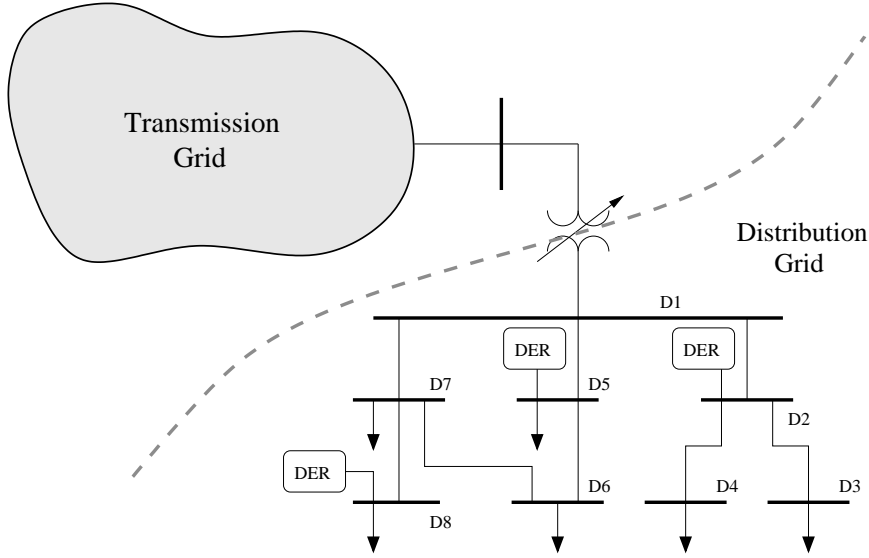 Transmission
Grid
Distribution
Grid
D1
DER
DER
D7
D5
D2
DER
D8
D6
D4
D3